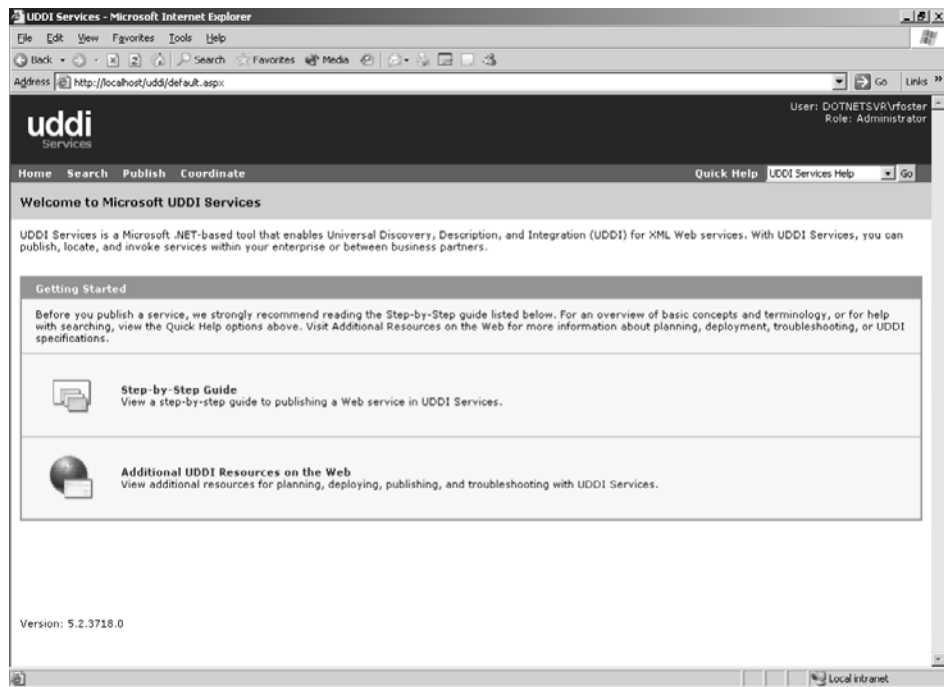 UDDI Services - Microsoft Internet Explorer
File Edit View Favorites Tools Help
Back Search Favorites Media
Address http://localhost/uddi/default.aspx Go Links »
User: DOTNETSVR\rfoster
Role: Administrator
uddi
Services
Home Search Publish Coordinate Quick Help UDDI Services Help Go
Welcome to Microsoft UDDI Services
UDDI Services is a Microsoft .NET-based tool that enables Universal Discovery, Description, and Integration (UDDI) for XML Web services. With UDDI Services, you can
publish, locate, and invoke services within your enterprise or between business partners.
Getting Started
Before you publish a service, we strongly recommend reading the Step-by-Step guide listed below. For an overview of basic concepts and terminology, or for help
with searching, view the Quick Help options above. Visit Additional Resources on the Web for more information about planning, deployment, troubleshooting, or UDDI
specifications.
Step-by-Step Guide
View a step-by-step guide to publishing a Web service in UDDI Services.
Additional UDDI Resources on the Web
View additional resources for planning, deploying, publishing, and troubleshooting with UDDI Services.
Version: 5.2.3718.0
Local intranet